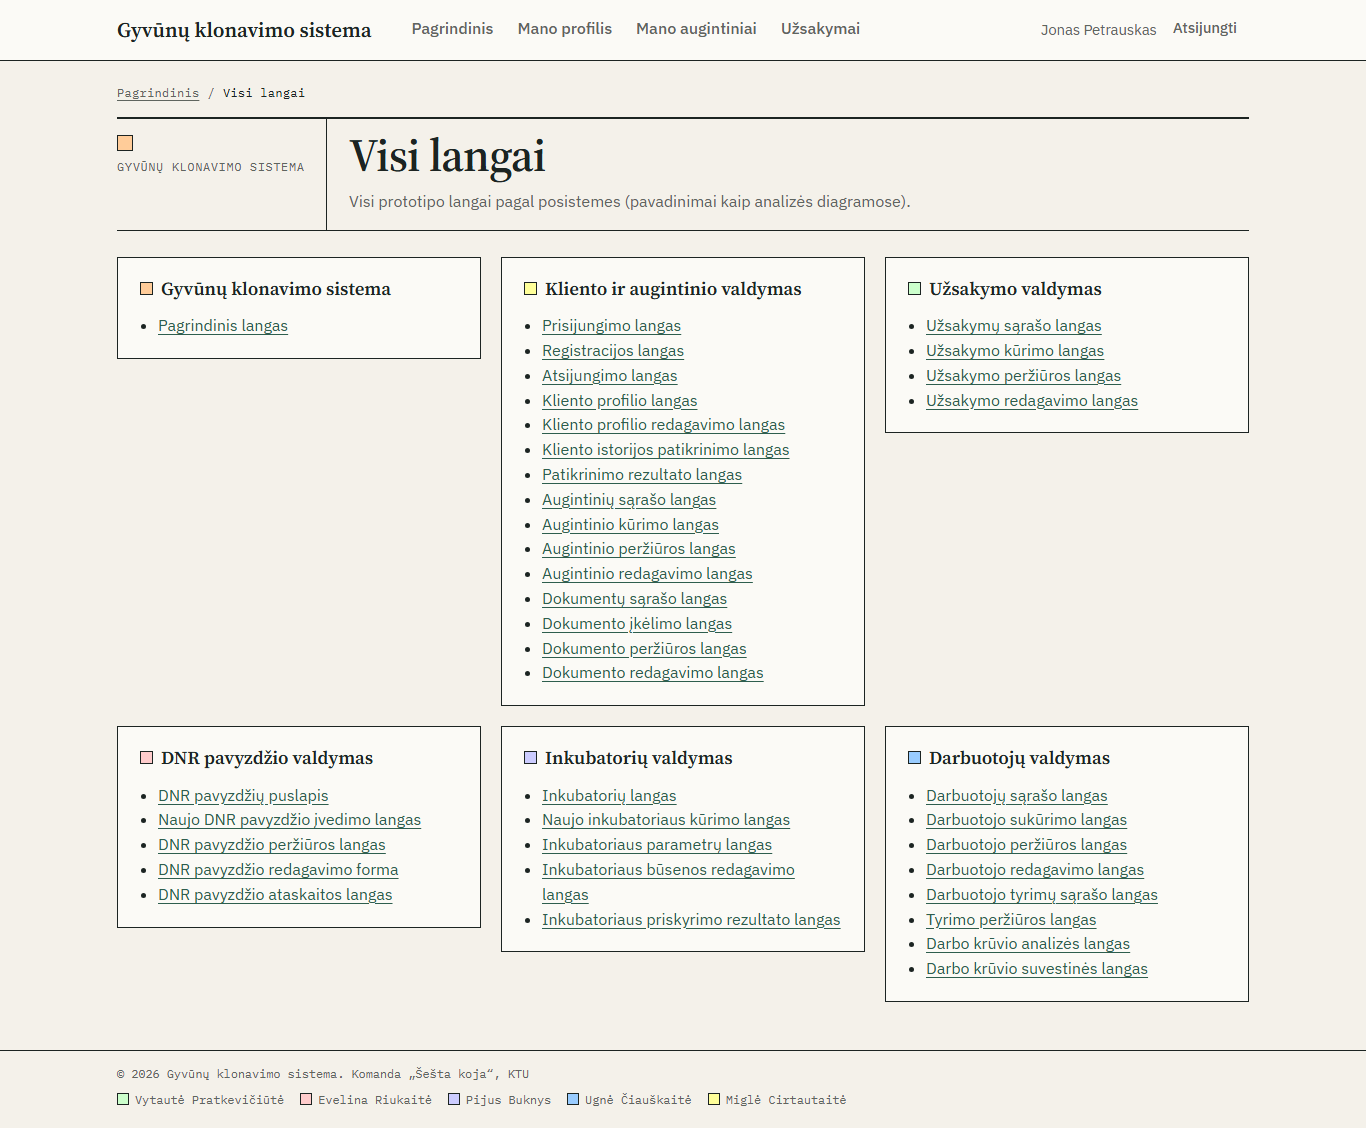 Gyvūnų klonavimo sistema
Pagrindinis
Mano profilis
Mano augintiniai
Užsakymai
Jonas Petrauskas
Atsijungti
Pagrindinis / Visi langai
GYVŪNŲ KLONAVIMO SISTEMA
Visi langai
Visi prototipo langai pagal posistemes (pavadinimai kaip analizės diagramose).
Gyvūnų klonavimo sistema
Pagrindinis langas
Kliento ir augintinio valdymas
Prisijungimo langas
Registracijos langas
Atsijungimo langas
Kliento profilio langas
Kliento profilio redagavimo langas
Kliento istorijos patikrinimo langas
Patikrinimo rezultato langas
Augintinių sąrašo langas
Augintinio kūrimo langas
Augintinio peržiūros langas
Augintinio redagavimo langas
Dokumentų sąrašo langas
Dokumento įkėlimo langas
Dokumento peržiūros langas
Dokumento redagavimo langas
Užsakymo valdymas
Užsakymų sąrašo langas
Užsakymo kūrimo langas
Užsakymo peržiūros langas
Užsakymo redagavimo langas
DNR pavyzdžio valdymas
DNR pavyzdžių puslapis
Naujo DNR pavyzdžio įvedimo langas
DNR pavyzdžio peržiūros langas
DNR pavyzdžio redagavimo forma
DNR pavyzdžio ataskaitos langas
Inkubatorių valdymas
Inkubatorių langas
Naujo inkubatoriaus kūrimo langas
Inkubatoriaus parametrų langas
Inkubatoriaus būsenos redagavimo
langas
Inkubatoriaus priskyrimo rezultato langas
Darbuotojų valdymas
Darbuotojų sąrašo langas
Darbuotojo sukūrimo langas
Darbuotojo peržiūros langas
Darbuotojo redagavimo langas
Darbuotojo tyrimų sąrašo langas
Tyrimo peržiūros langas
Darbo krūvio analizės langas
Darbo krūvio suvestinės langas
© 2026 Gyvūnų klonavimo sistema. Komanda „Šešta koja“, KTU
Vytautė Pratkevičiūtė
Evelina Riukaitė
Pijus Buknys
Ugnė Čiauškaitė
Miglė Cirtautaitė